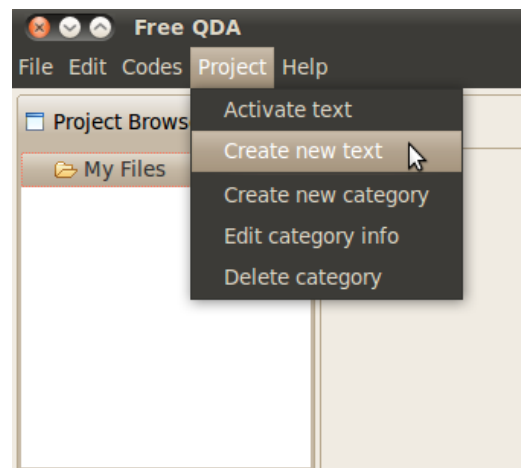 Free QDA
File Edit Codes Project Help
Project Brows
My Files
Activate text
Create new text
Create new category
Edit category info
Delete category